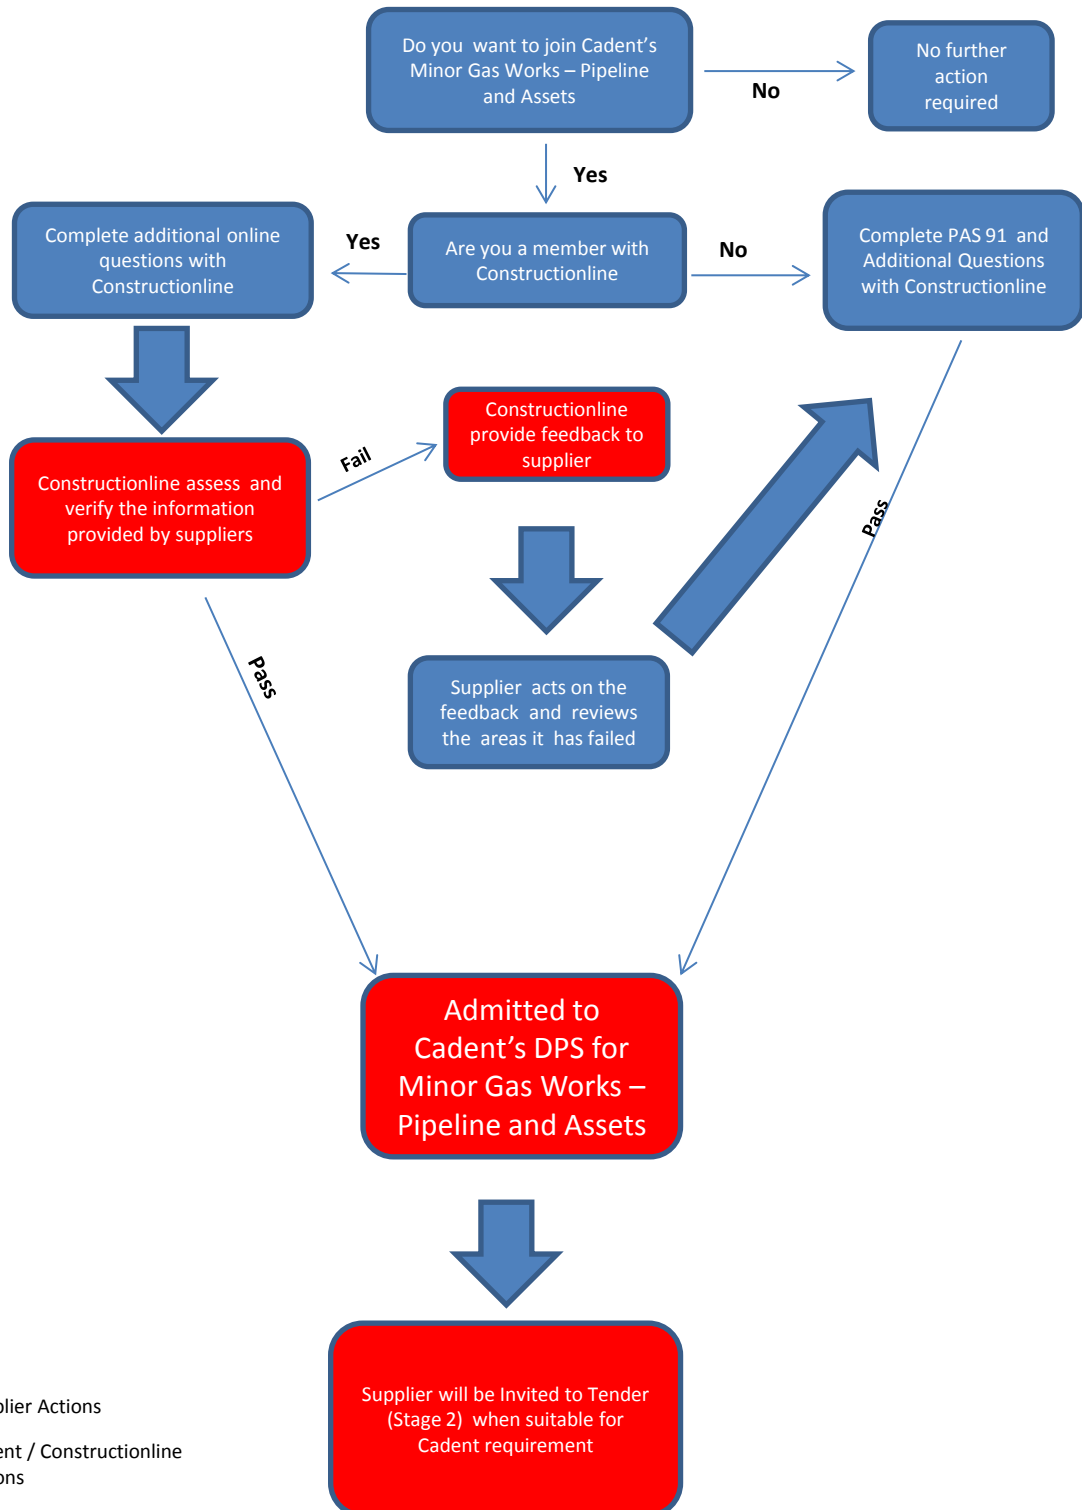 Do you want to join Cadent’s
Minor Gas Works – Pipeline
and Assets
No further
action
required
No
Yes
Complete additional online
questions with
Constructionline
Yes
Are you a member with
Constructionline
No
Complete PAS 91 and
Additional Questions
with Constructionline
Constructionline
provide feedback to
supplier
Fail
Constructionline assess and
verify the information
provided by suppliers
Pass
Pass
Supplier acts on the
feedback and reviews
the areas it has failed
Admitted to
Cadent’s DPS for
Minor Gas Works –
Pipeline and Assets
Supplier will be Invited to Tender
(Stage 2) when suitable for
Cadent requirement
plier Actions
ent / Constructionline
ons